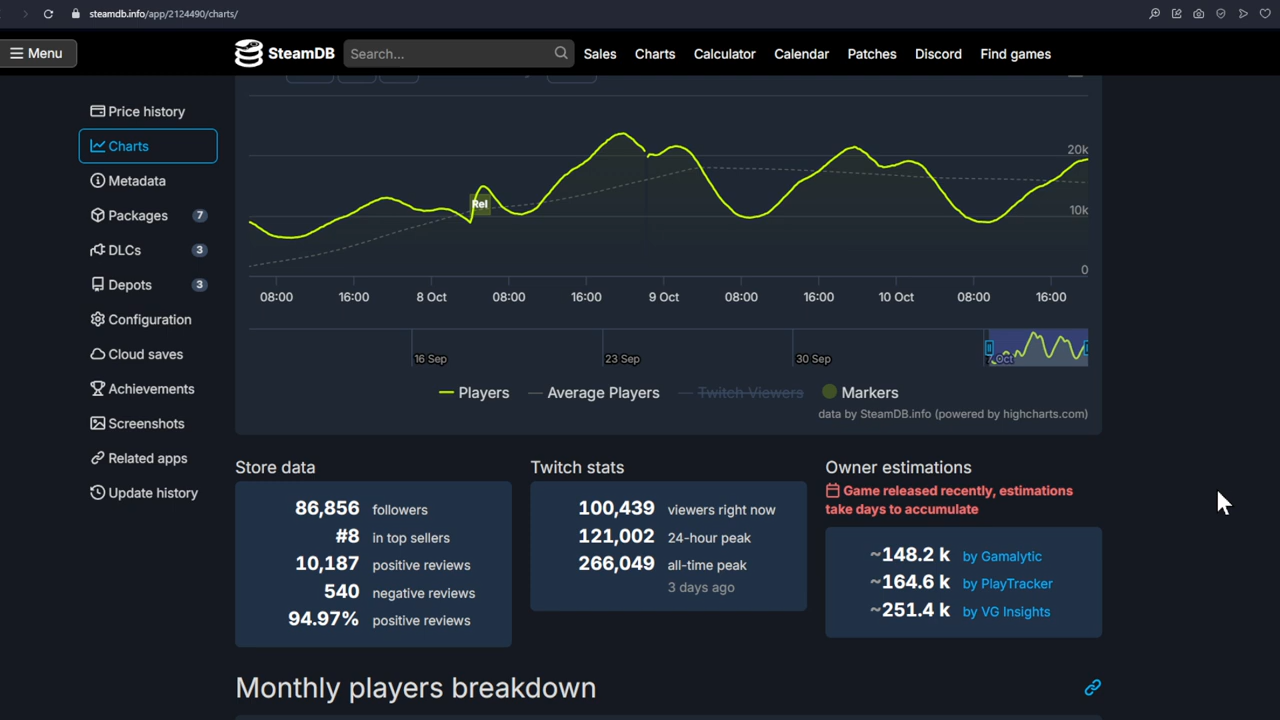 steamdb.info/app/2124490/charts/
Menu
SteamDB
Search...
Sales
Charts
Calculator
Calendar
Patches
Discord
Find games
Price history
Charts
Metadata
Packages 7
DLCs 3
Depots 3
Configuration
Cloud saves
Achievements
Screenshots
Related apps
Update history
20k
10k
0
Rel
08:00 16:00 8 Oct 08:00 16:00 9 Oct 08:00 16:00 10 Oct 08:00 16:00
16 Sep 23 Sep 30 Sep 7 Oct
Players Average Players Twitch Viewers Markers
data by SteamDB.info (powered by highcharts.com)
Store data
86,856 followers
#8 in top sellers
10,187 positive reviews
540 negative reviews
94.97% positive reviews
Twitch stats
100,439 viewers right now
121,002 24-hour peak
266,049 all-time peak
3 days ago
Owner estimations
Game released recently, estimations
take days to accumulate
~148.2 k by Gamalytic
~164.6 k by PlayTracker
~251.4 k by VG Insights
Monthly players breakdown